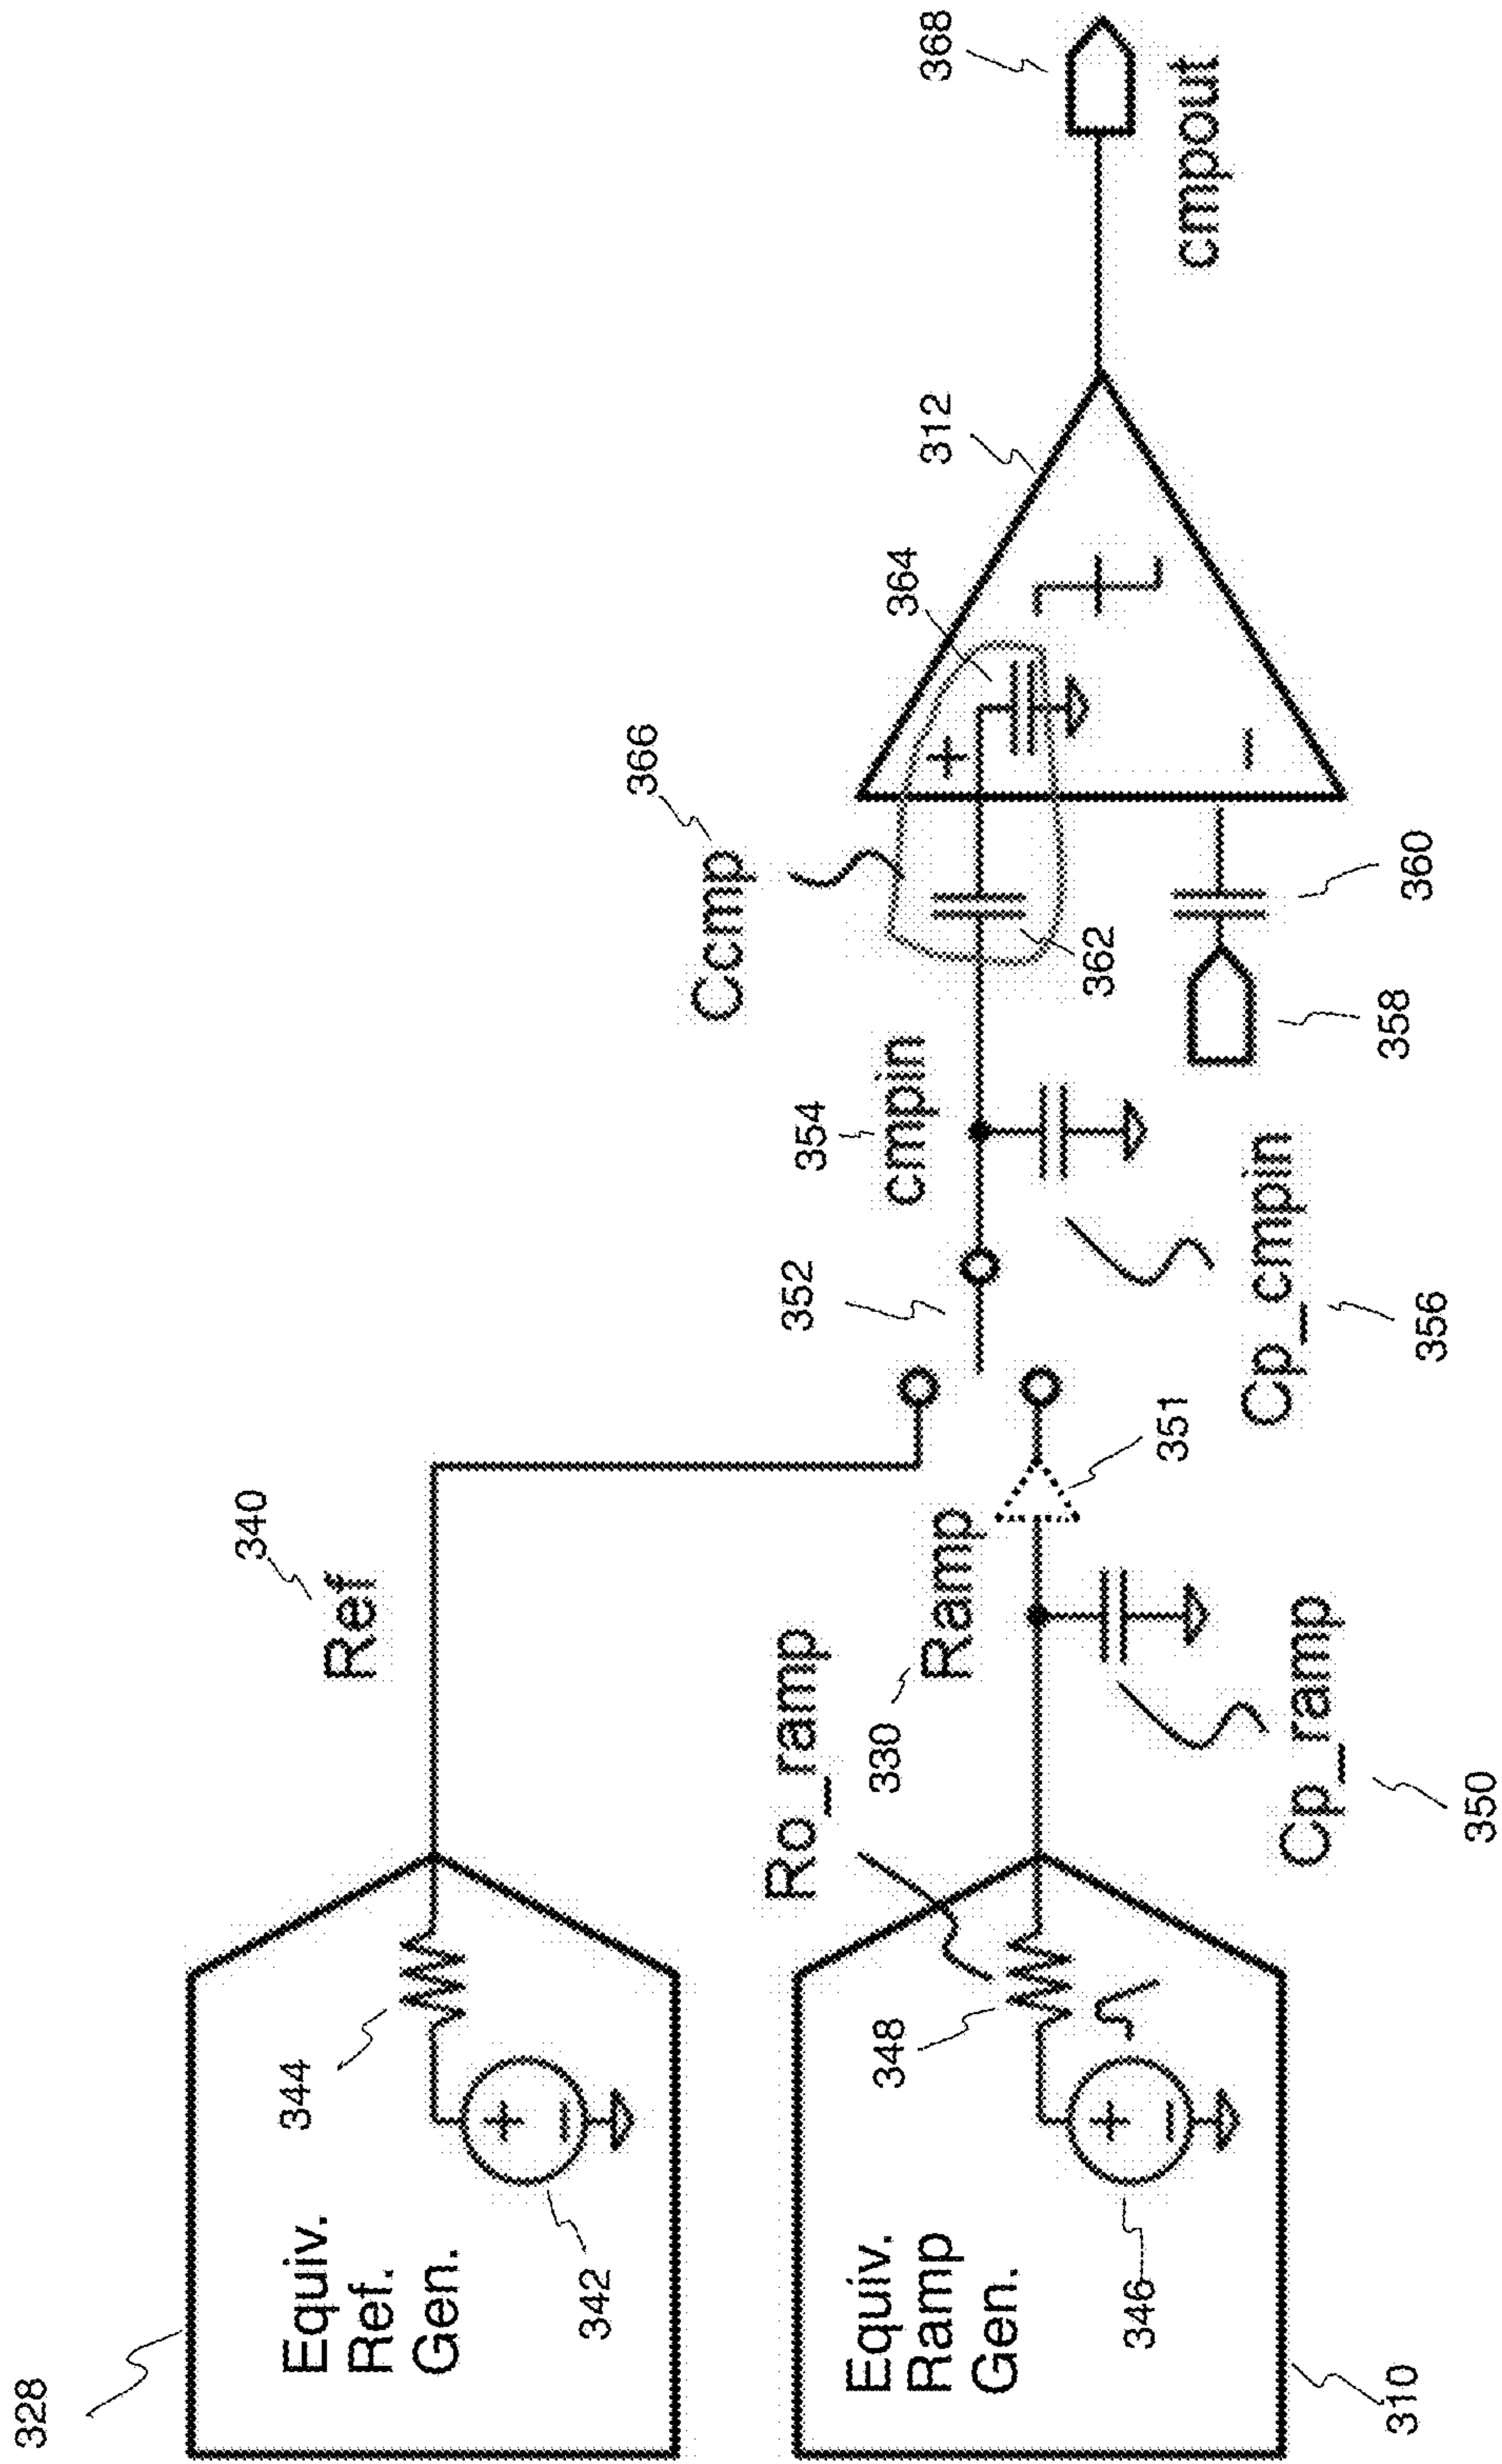 328
Equiv.
Ref.
Gen.
344
342
+
−
340
Ref
Equiv.
Ramp
Gen.
310
346
348
+
−
Ro_ramp
330
Ramp
Cp_ramp
350
351
352
354
cmpin
Cp_cmpin
356
366
Ccmp
362
364
358
360
+
−
312
368
cmpout